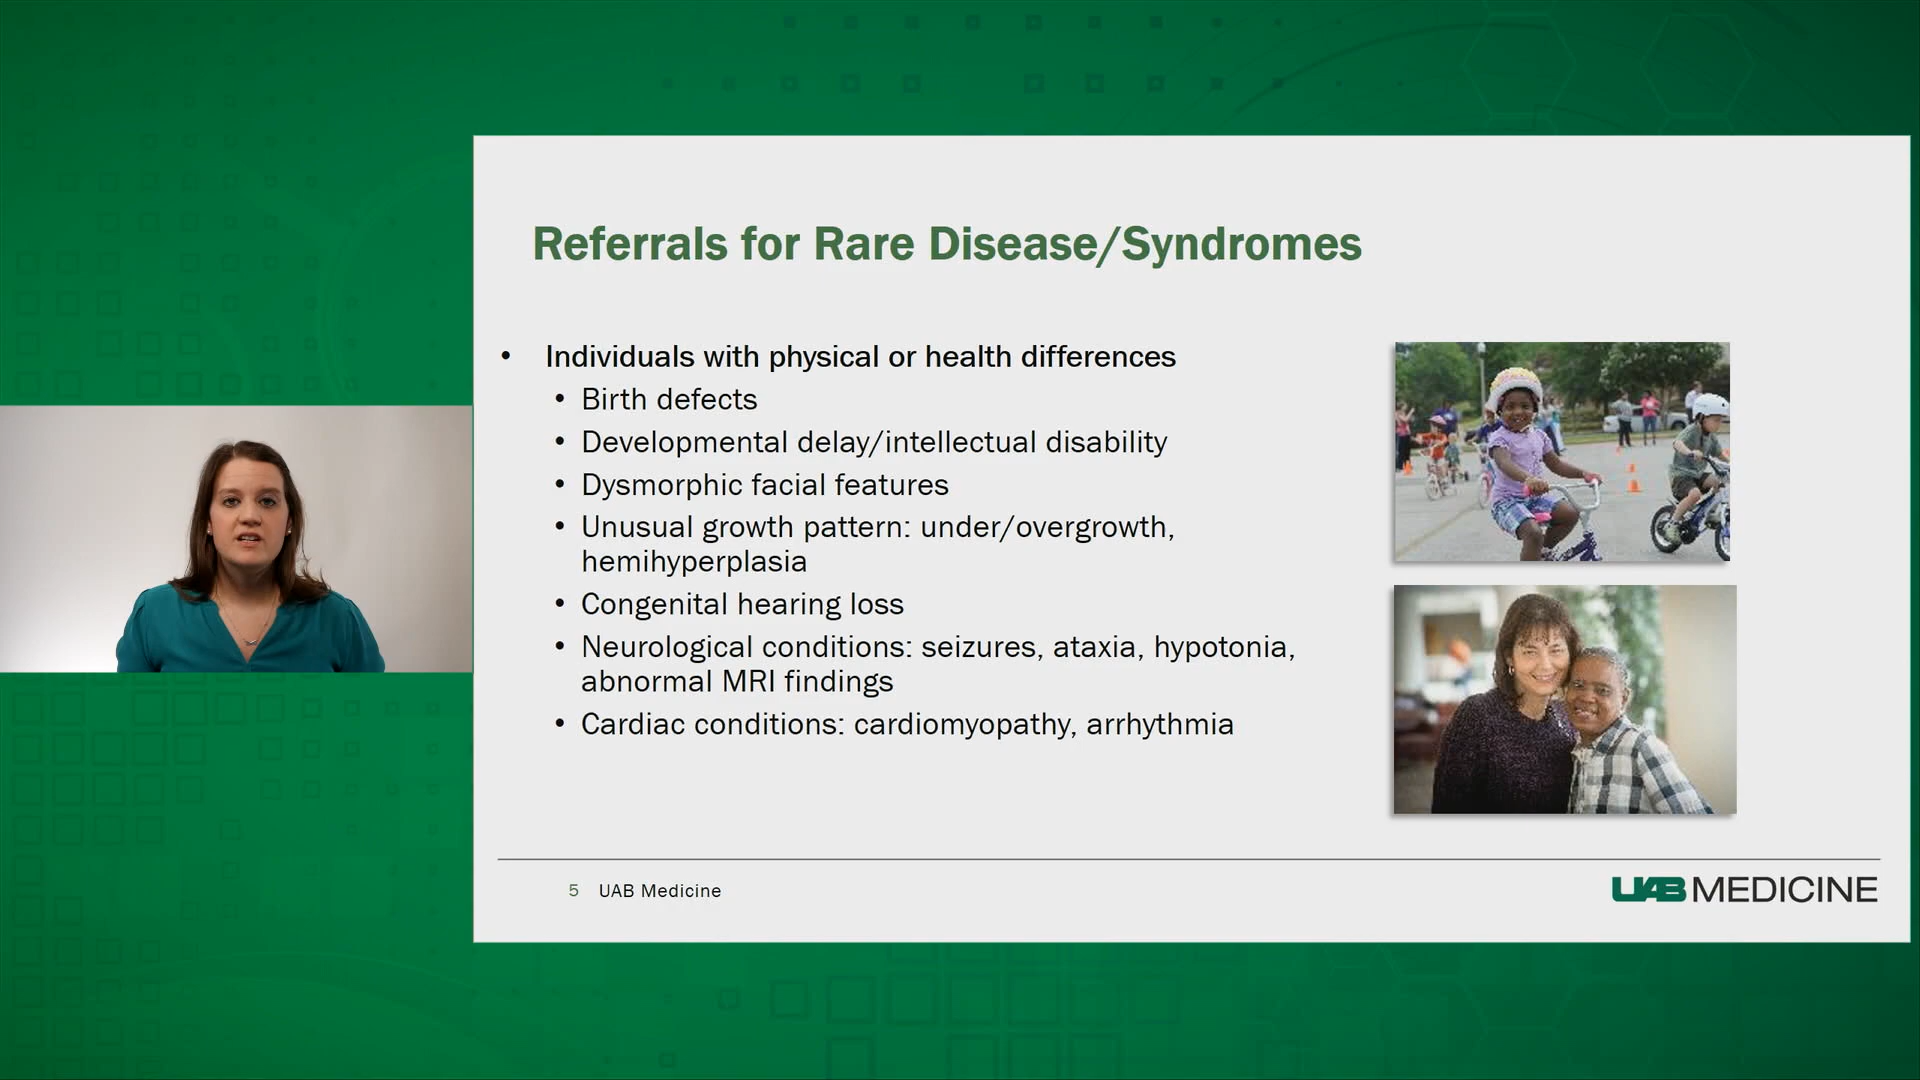 Referrals for Rare Disease/Syndromes
• Individuals with physical or health differences
• Birth defects
• Developmental delay/intellectual disability
• Dysmorphic facial features
• Unusual growth pattern: under/overgrowth,
hemihyperplasia
• Congenital hearing loss
• Neurological conditions: seizures, ataxia, hypotonia,
abnormal MRI findings
• Cardiac conditions: cardiomyopathy, arrhythmia
5 UAB Medicine
UAB MEDICINE